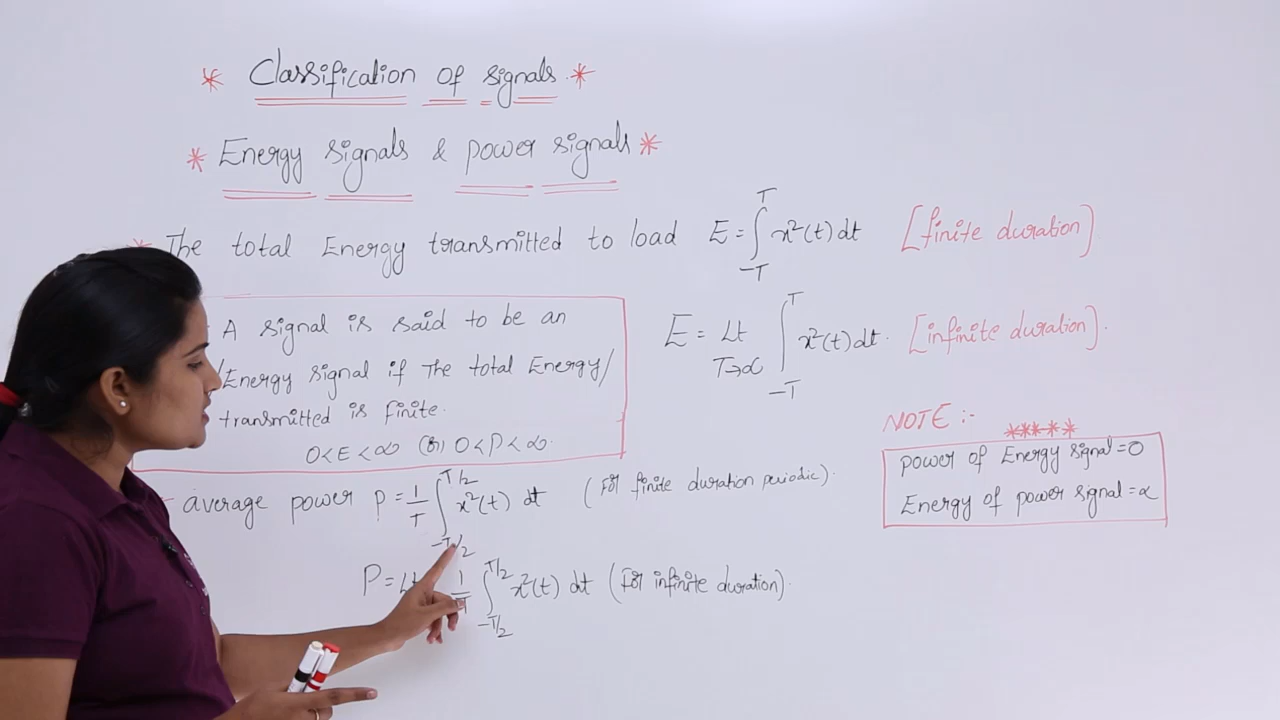 * Classification of signals *
* Energy signals & power signals *
* The total Energy transmitted to load E = ∫_{-T}^{T} x²(t) dt [finite duration]
A signal is said to be an
Energy signal if The total Energy/
transmitted is finite.
0<E<∞ (or) 0<P<∞
E = Lt_{T→∝} ∫_{-T}^{T} x²(t) dt. [infinite duration].
NOTE :-
*****
power of Energy signal = 0
Energy of power signal = ∝
average power P = 1/T ∫_{-T/2}^{T/2} x²(t) dt (For finite duration periodic).
P = Lt 1/T ∫_{-T/2}^{T/2} x²(t) dt (For infinite duration).